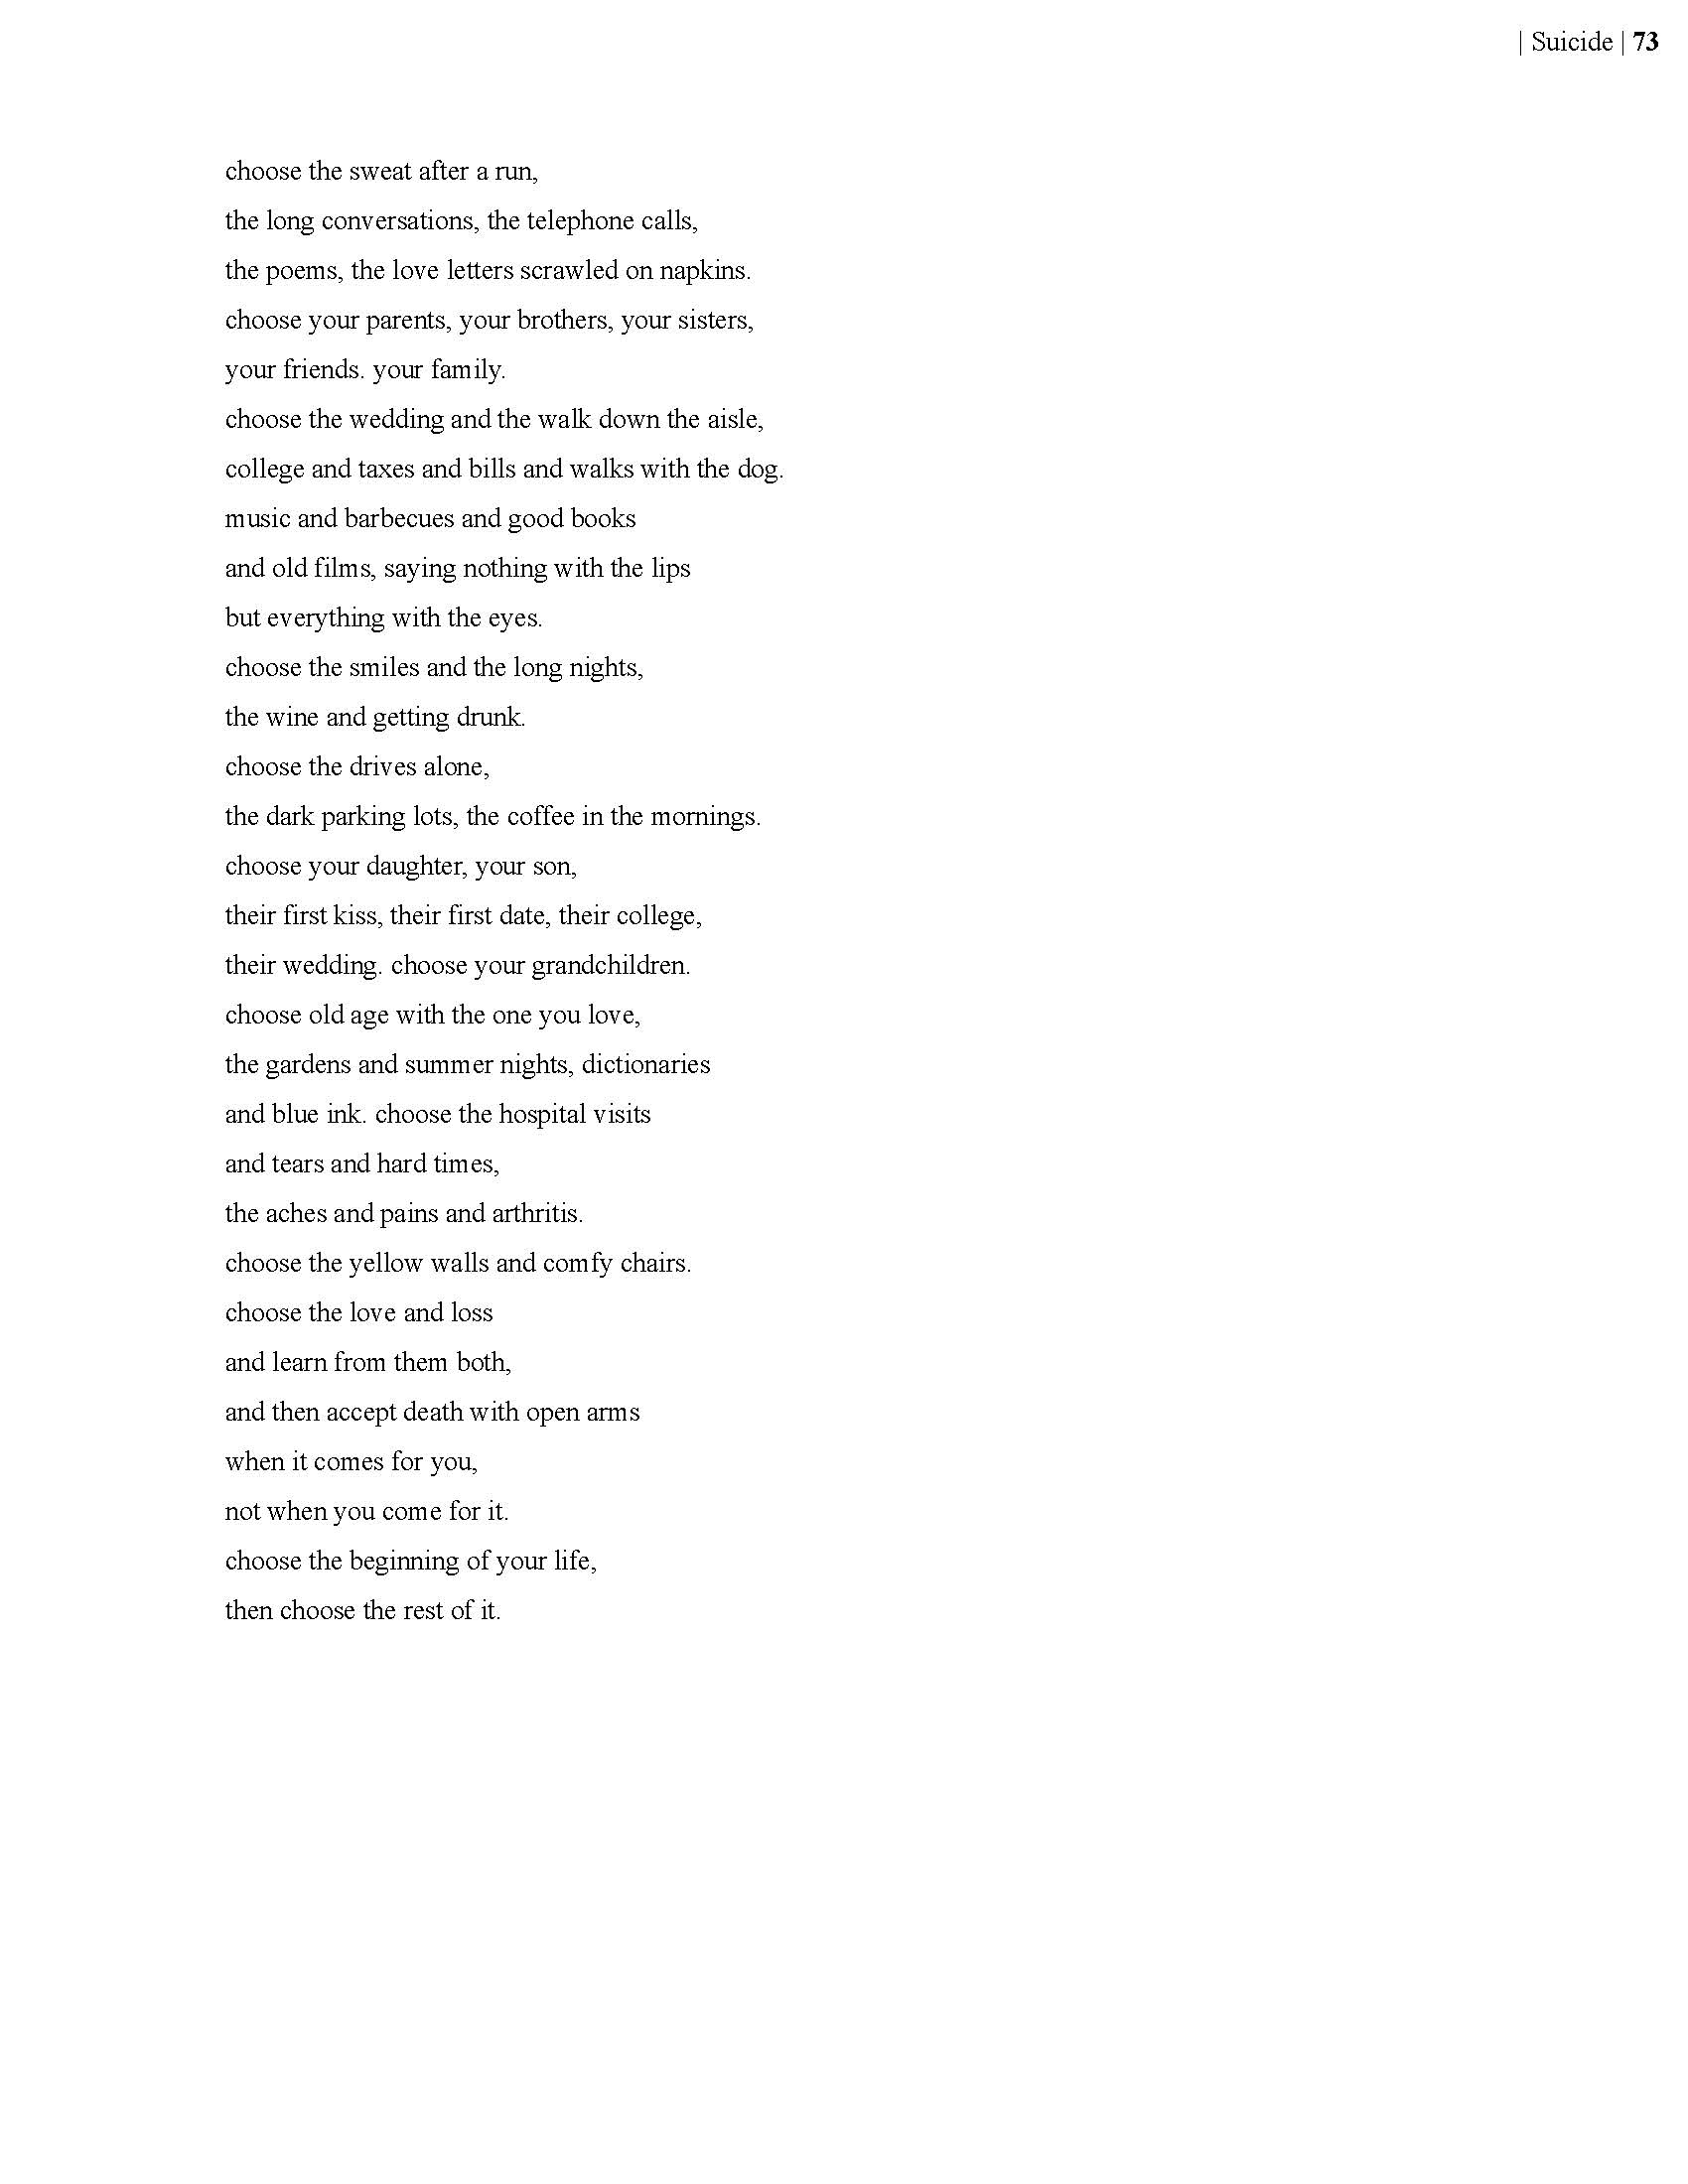 | Suicide | 73
choose the sweat after a run,
the long conversations, the telephone calls,
the poems, the love letters scrawled on napkins.
choose your parents, your brothers, your sisters,
your friends. your family.
choose the wedding and the walk down the aisle,
college and taxes and bills and walks with the dog.
music and barbecues and good books
and old films, saying nothing with the lips
but everything with the eyes.
choose the smiles and the long nights,
the wine and getting drunk.
choose the drives alone,
the dark parking lots, the coffee in the mornings.
choose your daughter, your son,
their first kiss, their first date, their college,
their wedding. choose your grandchildren.
choose old age with the one you love,
the gardens and summer nights, dictionaries
and blue ink. choose the hospital visits
and tears and hard times,
the aches and pains and arthritis.
choose the yellow walls and comfy chairs.
choose the love and loss
and learn from them both,
and then accept death with open arms
when it comes for you,
not when you come for it.
choose the beginning of your life,
then choose the rest of it.